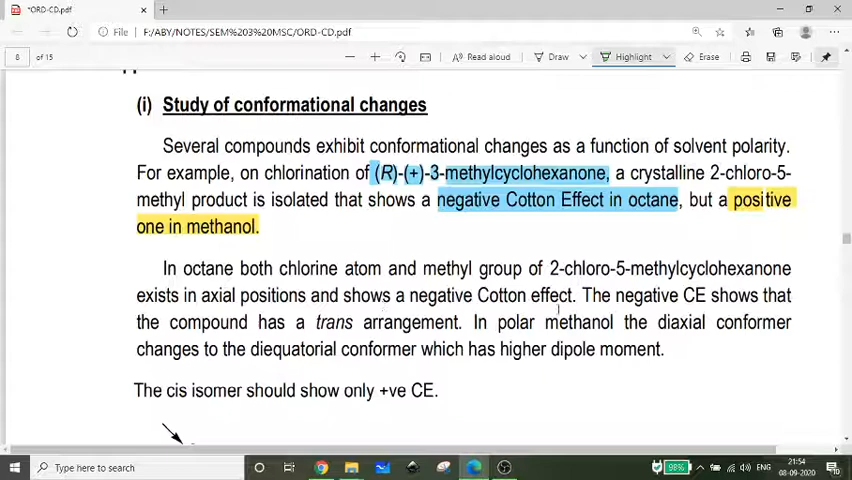 *ORD-CD.pdf
File F:/ABY/NOTES/SEM%203%20MSC/ORD-CD.pdf
8 of 15 Read aloud Draw Highlight Erase
(i) Study of conformational changes
Several compounds exhibit conformational changes as a function of solvent polarity.
For example, on chlorination of (R)-(+)-3-methylcyclohexanone, a crystalline 2-chloro-5-
methyl product is isolated that shows a negative Cotton Effect in octane, but a positive
one in methanol.
In octane both chlorine atom and methyl group of 2-chloro-5-methylcyclohexanone
exists in axial positions and shows a negative Cotton effect. The negative CE shows that
the compound has a trans arrangement. In polar methanol the diaxial conformer
changes to the diequatorial conformer which has higher dipole moment.
The cis isomer should show only +ve CE.
Type here to search
98%
ENG
21:54
08-09-2020